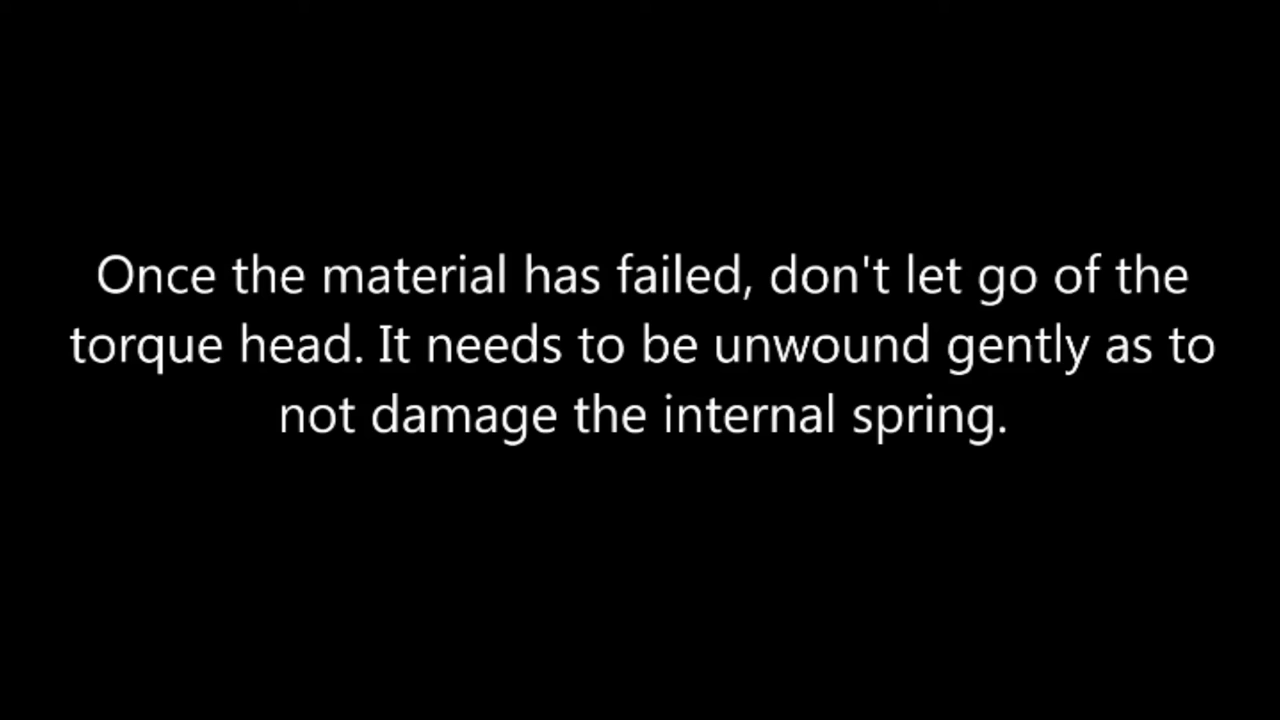 Once the material has failed, don't let go of the
torque head. It needs to be unwound gently as to
not damage the internal spring.